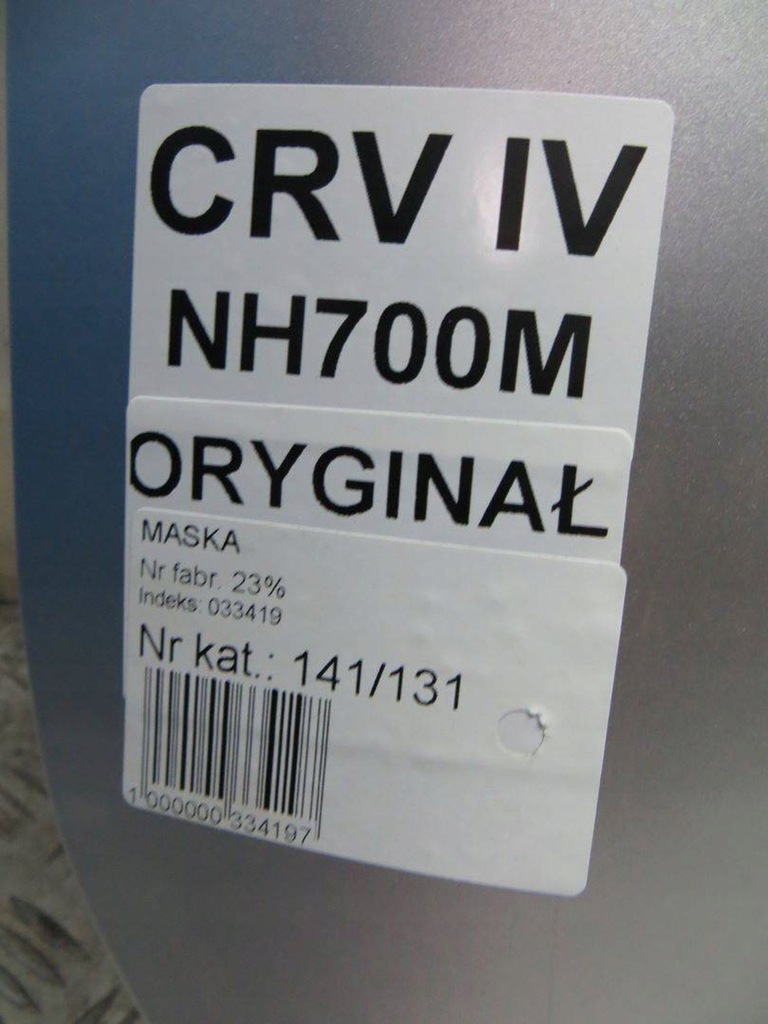 CRV IV
NH700M
ORYGINAŁ
MASKA
Nr fabr. 23%
Indeks: 033419
Nr kat.: 141/131
1 000000 334197